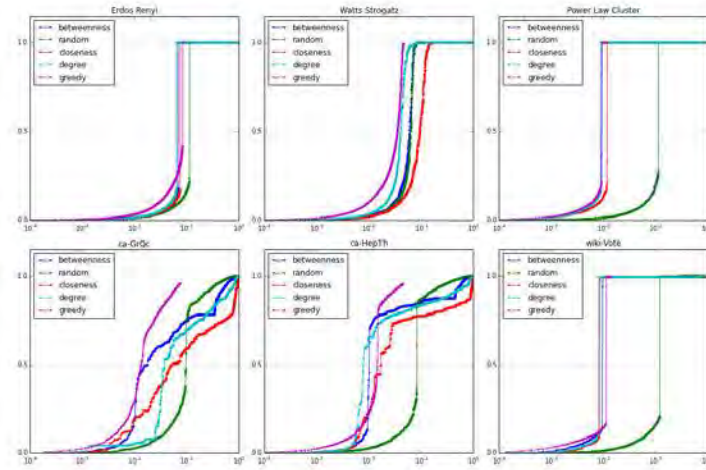 Erdos Renyi
1.0
0.5
0.0
betweenness
random
closeness
degree
greedy
Watts Strogatz
1.0
0.5
0.0
betweenness
random
closeness
degree
greedy
Power Law Cluster
1.0
0.5
0.0
betweenness
random
closeness
degree
greedy
ca-GrQc
1.0
0.5
0.0
betweenness
random
closeness
degree
greedy
ca-HepTh
1.0
0.5
0.0
betweenness
random
closeness
degree
greedy
wiki-Vote
1.0
0.5
0.0
betweenness
random
closeness
degree
greedy